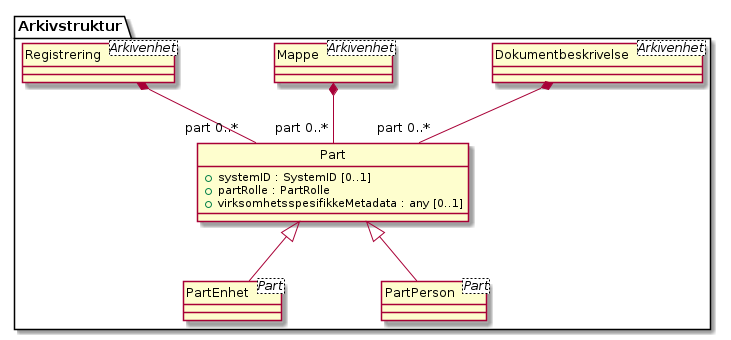 Arkivstruktur
Registrering Arkivenhet
Mappe Arkivenhet
Dokumentbeskrivelse Arkivenhet
part 0..*
part 0..*
part 0..*
Part
systemID : SystemID [0..1]
partRolle : PartRolle
virksomhetsspesifikkeMetadata : any [0..1]
PartEnhet Part
PartPerson Part